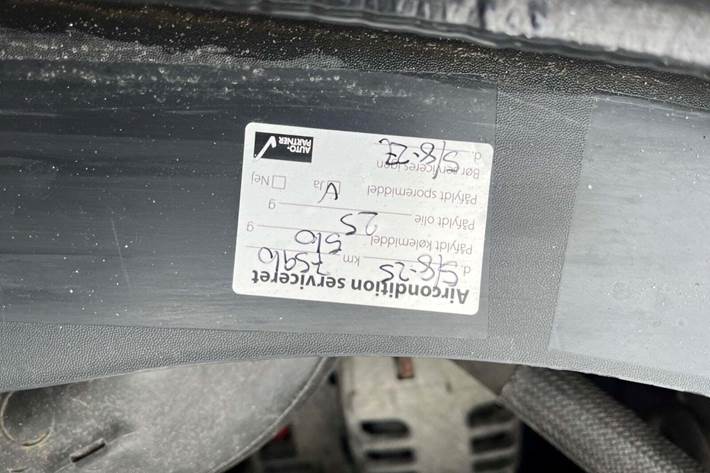 Aircondition serviceret
d. 5/8-25 km 75910
Påfyldt kølemiddel 510 g
Påfyldt olie 25 g
Påfyldt sporemiddel Ja Nej
Bør serviceres igen
d. 5/8-27
AUTO-
PARTNER